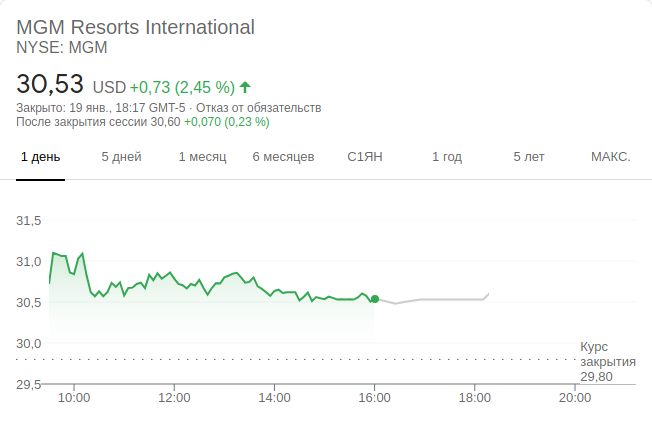 MGM Resorts International
NYSE: MGM
30,53 USD +0,73 (2,45 %)
Закрыто: 19 янв., 18:17 GMT-5 · Отказ от обязательств
После закрытия сессии 30,60 +0,070 (0,23 %)
1 день 5 дней 1 месяц 6 месяцев С1ЯН 1 год 5 лет МАКС.
31,5
31,0
30,5
30,0
Курс
закрытия
29,80
29,5
10:00 12:00 14:00 16:00 18:00 20:00